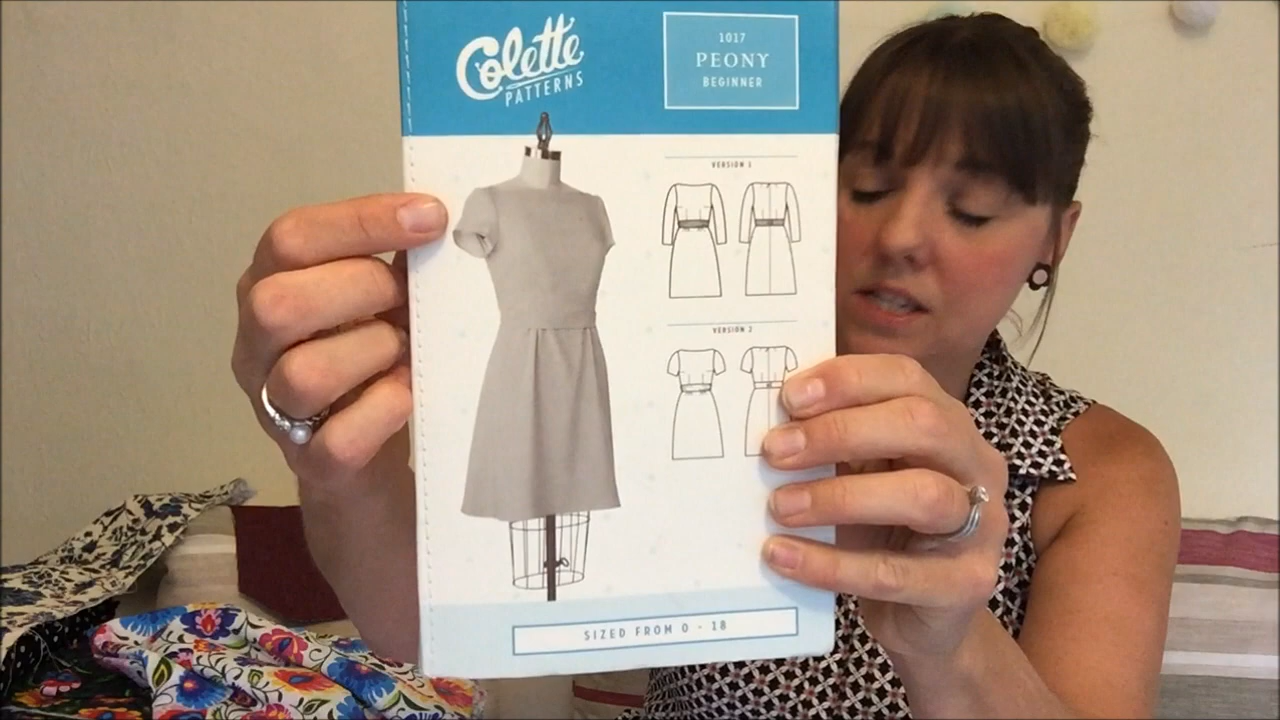 Colette
PATTERNS
1017
PEONY
BEGINNER
VERSION 1
VERSION 2
SIZED FROM 0 - 18